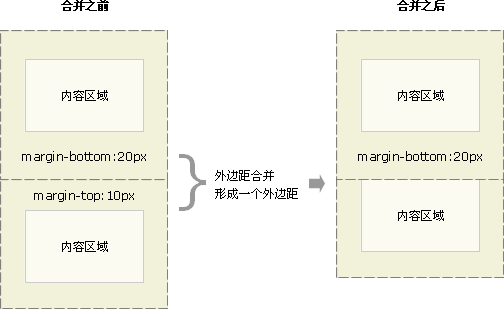 合并之前
合并之后
内容区域
内容区域
margin-bottom:20px
margin-bottom:20px
外边距合并
形成一个外边距
margin-top:10px
内容区域
内容区域